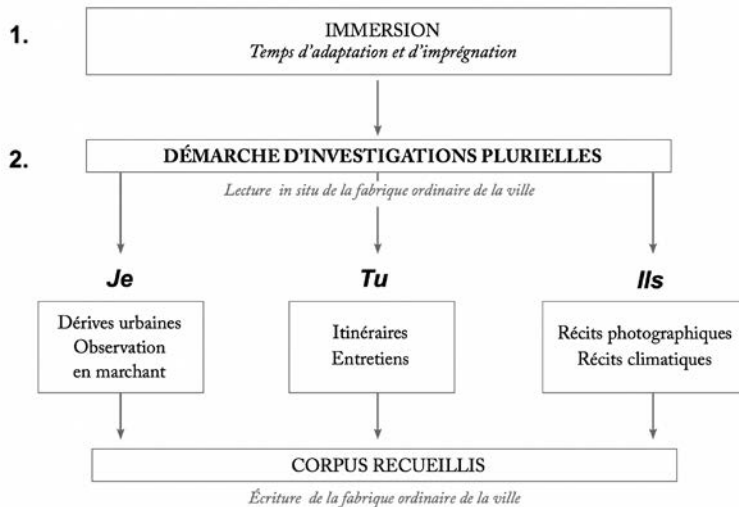 1.
IMMERSION
Temps d'adaptation et d'imprégnation
2.
DÉMARCHE D'INVESTIGATIONS PLURIELLES
Lecture in situ de la fabrique ordinaire de la ville
Je
Tu
Ils
Dérives urbaines
Observation
en marchant
Itinéraires
Entretiens
Récits photographiques
Récits climatiques
CORPUS RECUEILLIS
Écriture de la fabrique ordinaire de la ville